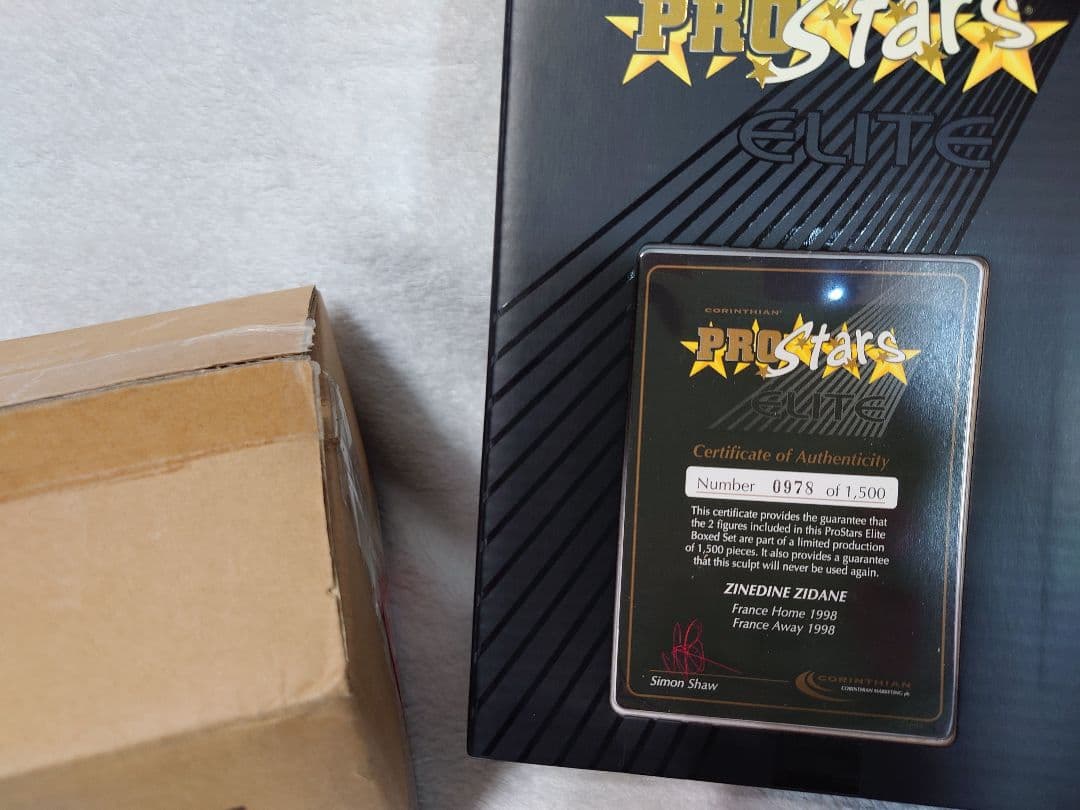 PROStars
ELITE
CORINTHIAN
PROStars
ELITE
Certificate of Authenticity
Number 0978 of 1,500
This certificate provides the guarantee that
the 2 figures included in this ProStars Elite
Boxed Set are part of a limited production
of 1,500 pieces. It also provides a guarantee
that this sculpt will never be used again.
ZINEDINE ZIDANE
France Home 1998
France Away 1998
Simon Shaw
CORINTHIAN
CORINTHIAN MARKETING plc